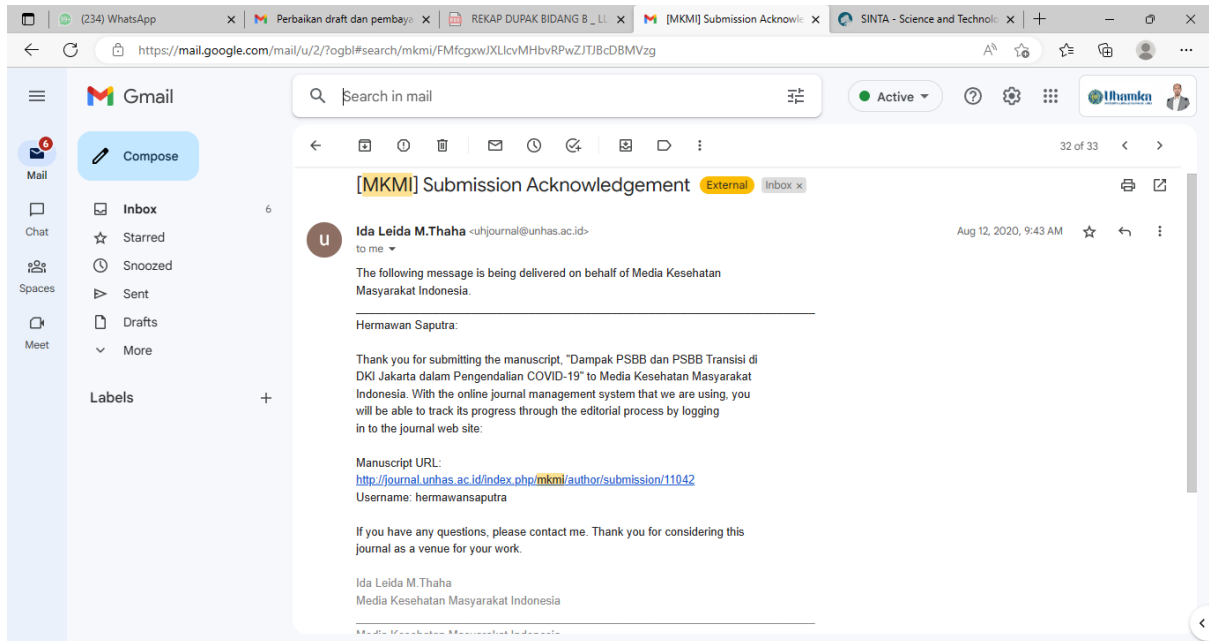 (234) WhatsApp
Perbaikan draft dan pembaya
REKAP DUPAK BIDANG B _ LL
[MKMI] Submission Acknowle
SINTA - Science and Technolo
https://mail.google.com/mail/u/2/?ogbl#search/mkmi/FMfcgxwJXLlcvMHbvRPwZJTJBcDBMVzg
Gmail
Search in mail
Active
Uhamka
6
Mail
Chat
Spaces
Meet
Compose
Inbox 6
Starred
Snoozed
Sent
Drafts
More
Labels
32 of 33
[MKMI] Submission Acknowledgement External Inbox x
u
Ida Leida M.Thaha <uhjournal@unhas.ac.id> Aug 12, 2020, 9:43 AM
to me
The following message is being delivered on behalf of Media Kesehatan
Masyarakat Indonesia.
Hermawan Saputra:
Thank you for submitting the manuscript, "Dampak PSBB dan PSBB Transisi di
DKI Jakarta dalam Pengendalian COVID-19" to Media Kesehatan Masyarakat
Indonesia. With the online journal management system that we are using, you
will be able to track its progress through the editorial process by logging
in to the journal web site:
Manuscript URL:
http://journal.unhas.ac.id/index.php/mkmi/author/submission/11042
Username: hermawansaputra
If you have any questions, please contact me. Thank you for considering this
journal as a venue for your work.
Ida Leida M.Thaha
Media Kesehatan Masyarakat Indonesia
Media Kesehatan Masyarakat Indonesia